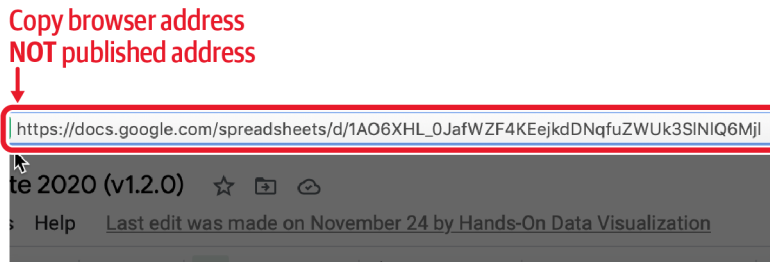 Copy browser address
NOT published address
https://docs.google.com/spreadsheets/d/1AO6XHL_0JafWZF4KEejkdDNqfuZWUk3SlNlQ6Mjl
te 2020 (v1.2.0)
s Help Last edit was made on November 24 by Hands-On Data Visualization